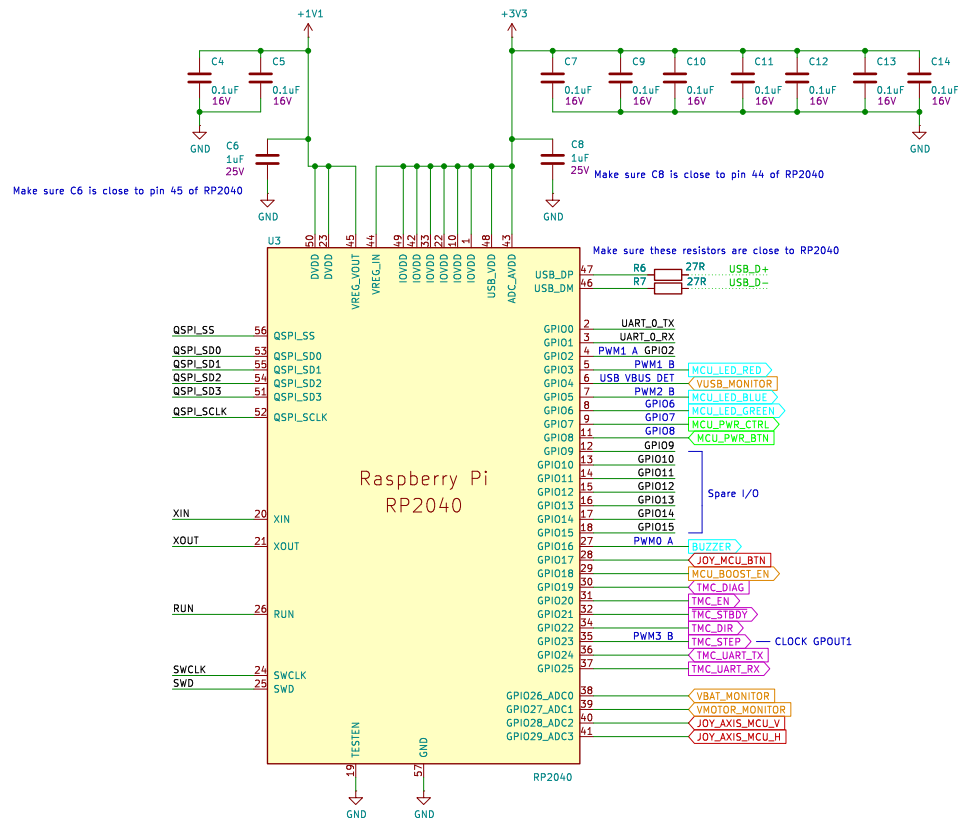 +1V1
+3V3
C4
0.1uF
16V
C5
0.1uF
16V
C7
0.1uF
16V
C9
0.1uF
16V
C10
0.1uF
16V
C11
0.1uF
16V
C12
0.1uF
16V
C13
0.1uF
16V
C14
0.1uF
16V
GND
GND
C6
1uF
25V
C8
1uF
25V
Make sure C6 is close to pin 45 of RP2040
Make sure C8 is close to pin 44 of RP2040
GND
GND
U3
50
23
45
44
49
42
33
22
10
1
48
43
DVDD
DVDD
VREG_VOUT
VREG_IN
IOVDD
IOVDD
IOVDD
IOVDD
IOVDD
IOVDD
USB_VDD
ADC_AVDD
Make sure these resistors are close to RP2040
USB_DP 47 R6 27R USB_D+
USB_DM 46 R7 27R USB_D-
QSPI_SS 56 QSPI_SS
QSPI_SD0 53 QSPI_SD0
QSPI_SD1 55 QSPI_SD1
QSPI_SD2 54 QSPI_SD2
QSPI_SD3 51 QSPI_SD3
QSPI_SCLK 52 QSPI_SCLK
XIN 20 XIN
XOUT 21 XOUT
RUN 26 RUN
SWCLK 24 SWCLK
SWD 25 SWD
Raspberry Pi
RP2040
GPIO0 2 UART_0_TX
GPIO1 3 UART_0_RX
GPIO2 4 PWM1 A GPIO2
GPIO3 5 PWM1 B MCU_LED_RED
GPIO4 6 USB VBUS DET VUSB_MONITOR
GPIO5 7 PWM2 B MCU_LED_BLUE
GPIO6 8 GPIO6 MCU_LED_GREEN
GPIO7 9 GPIO7 MCU_PWR_CTRL
GPIO8 11 GPIO8 MCU_PWR_BTN
GPIO9 12 GPIO9
GPIO10 13 GPIO10
GPIO11 14 GPIO11
GPIO12 15 GPIO12
GPIO13 16 GPIO13
GPIO14 17 GPIO14
GPIO15 18 GPIO15
Spare I/O
GPIO16 27 PWM0 A BUZZER
GPIO17 28 JOY_MCU_BTN
GPIO18 29 MCU_BOOST_EN
GPIO19 30 TMC_DIAG
GPIO20 31 TMC_EN
GPIO21 32 TMC_STBDY
GPIO22 34 TMC_DIR
GPIO23 35 PWM3 B TMC_STEP CLOCK GPOUT1
GPIO24 36 TMC_UART_TX
GPIO25 37 TMC_UART_RX
GPIO26_ADC0 38 VBAT_MONITOR
GPIO27_ADC1 39 VMOTOR_MONITOR
GPIO28_ADC2 40 JOY_AXIS_MCU_V
GPIO29_ADC3 41 JOY_AXIS_MCU_H
TESTEN
GND
19
57
RP2040
GND
GND